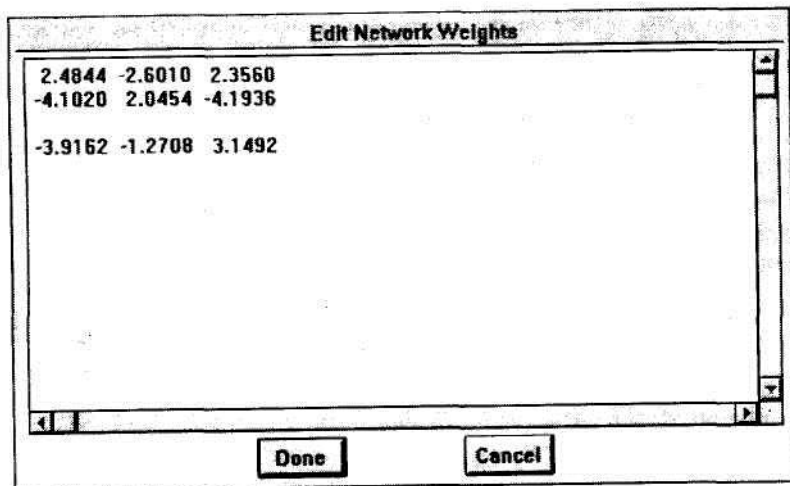 Edit Network Weights
2.4844 -2.6010 2.3560
-4.1020 2.0454 -4.1936
-3.9162 -1.2708 3.1492
Done
Cancel